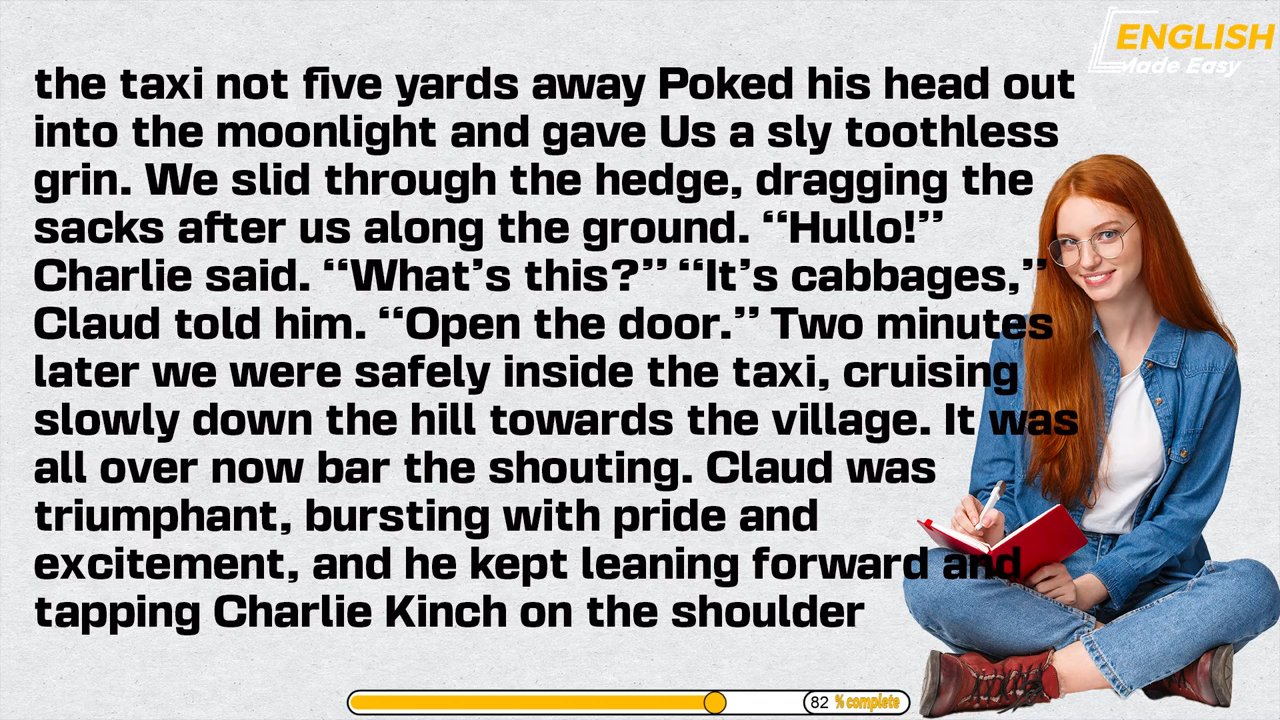 ENGLISH
Made Easy
the taxi not five yards away Poked his head out
into the moonlight and gave Us a sly toothless
grin. We slid through the hedge, dragging the
sacks after us along the ground. “Hullo!”
Charlie said. “What’s this?” “It’s cabbages,”
Claud told him. “Open the door.” Two minutes
later we were safely inside the taxi, cruising
slowly down the hill towards the village. It was
all over now bar the shouting. Claud was
triumphant, bursting with pride and
excitement, and he kept leaning forward and
tapping Charlie Kinch on the shoulder
82 % complete